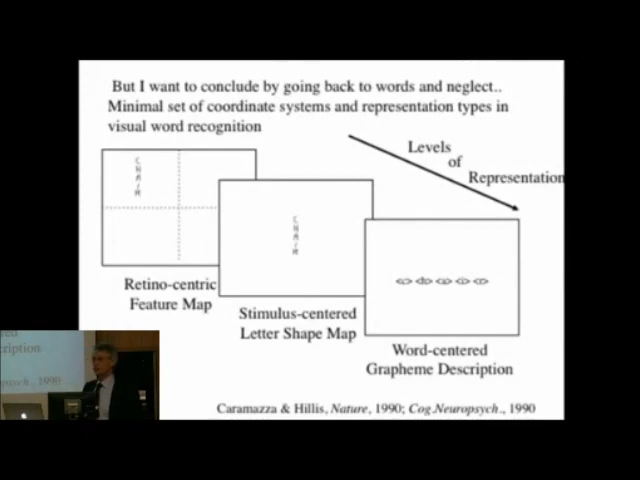 But I want to conclude by going back to words and neglect..
Minimal set of coordinate systems and representation types in
visual word recognition
Levels
of
Representation
C
H
A
I
R
C
H
A
I
R
Retino-centric
Feature Map
Stimulus-centered
Letter Shape Map
Word-centered
Grapheme Description
Caramazza & Hillis, Nature, 1990; Cog.Neuropsych., 1990
cription
1990